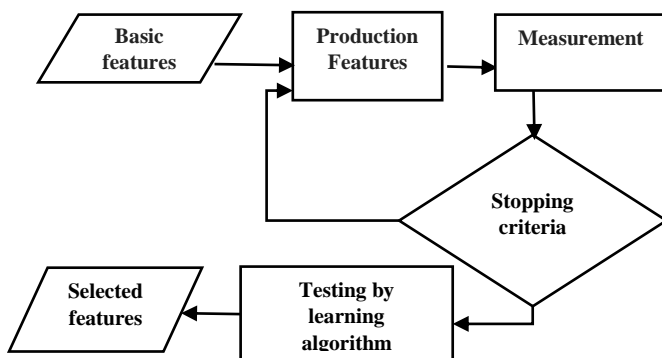 Basic
features
Production
Features
Measurement
Stopping
criteria
Selected
features
Testing by
learning
algorithm